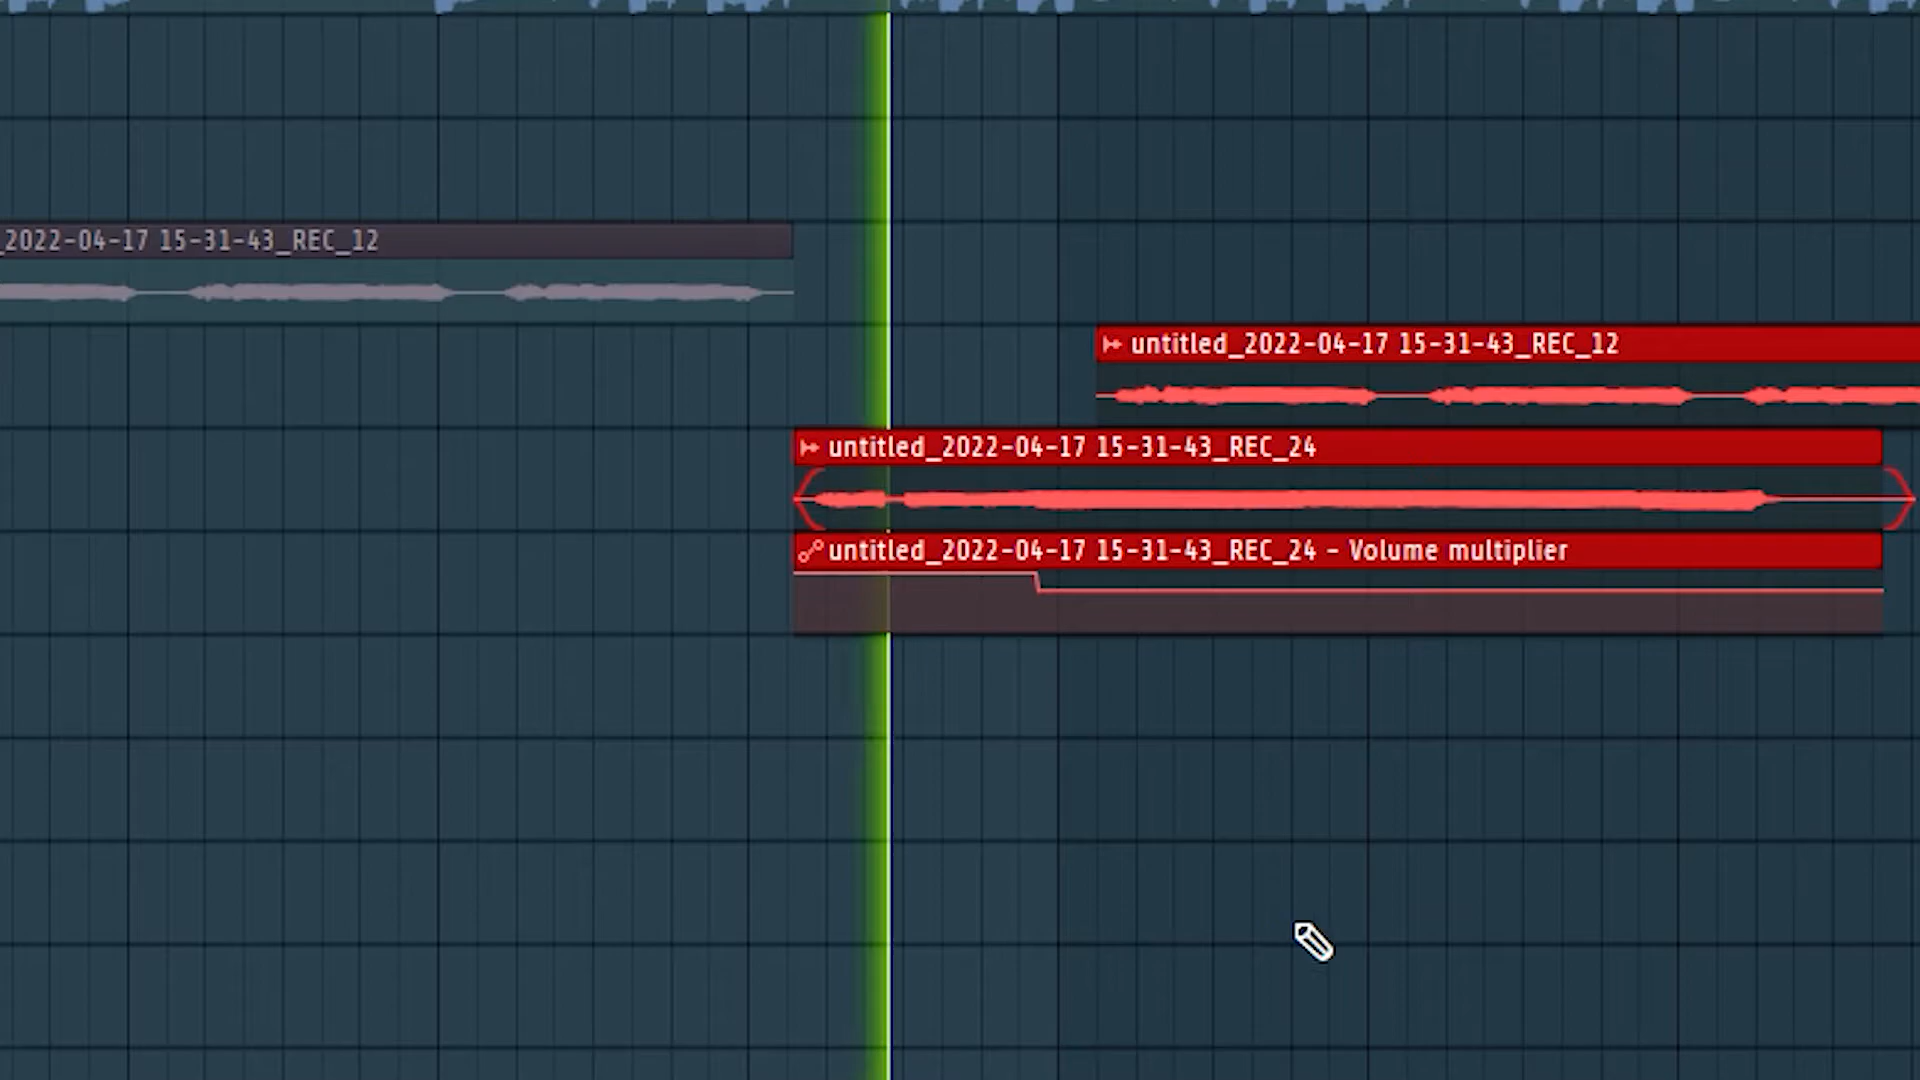 _2022-04-17 15-31-43_REC_12
untitled_2022-04-17 15-31-43_REC_12
untitled_2022-04-17 15-31-43_REC_24
untitled_2022-04-17 15-31-43_REC_24 - Volume multiplier